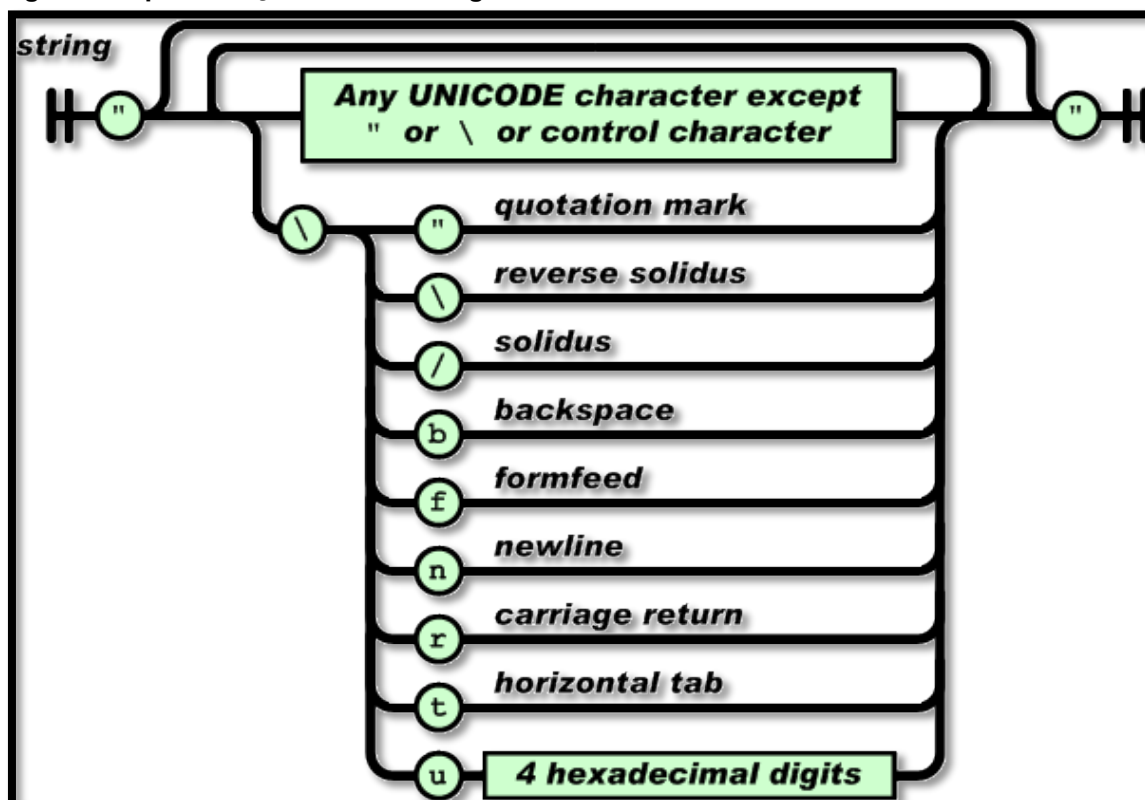 string
"
Any UNICODE character except
" or \ or control character
"
\
" quotation mark
\ reverse solidus
/ solidus
b backspace
f formfeed
n newline
r carriage return
t horizontal tab
u 4 hexadecimal digits